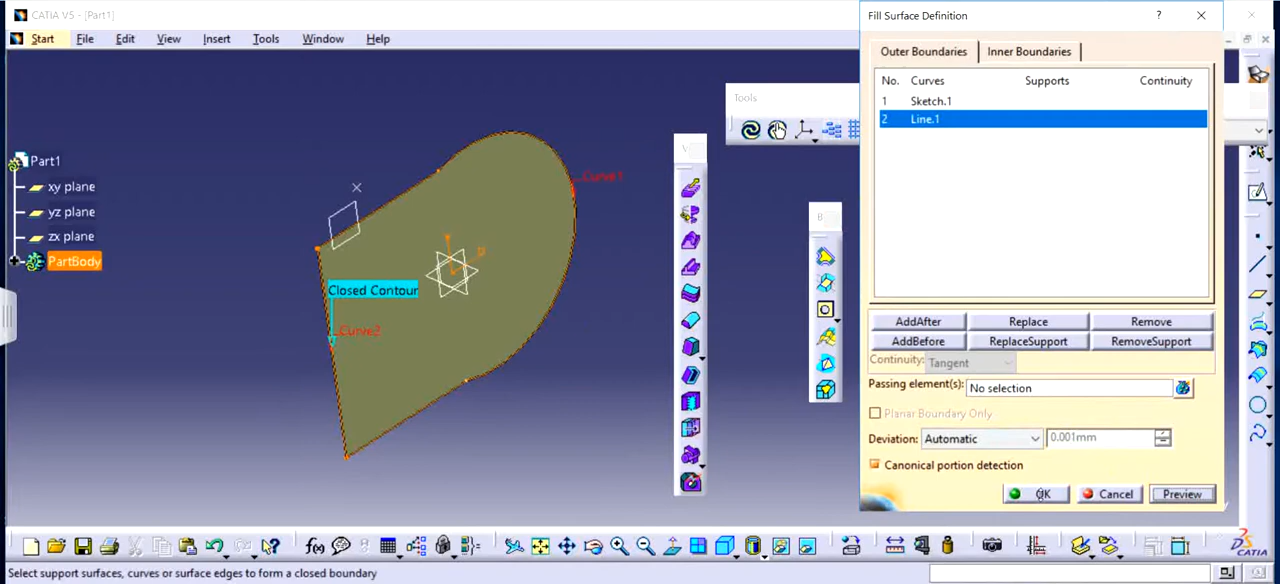 CATIA V5 - [Part1]
Start File Edit View Insert Tools Window Help
Part1
xy plane
yz plane
zx plane
PartBody
Curve1
Closed Contour
Curve2
Tools
V
B
Fill Surface Definition ?
Outer Boundaries Inner Boundaries
No. Curves Supports Continuity
1 Sketch.1
2 Line.1
AddAfter Replace Remove
AddBefore ReplaceSupport RemoveSupport
Continuity: Tangent
Passing element(s): No selection
Planar Boundary Only
Deviation: Automatic 0.001mm
Canonical portion detection
OK Cancel Preview
f(x)
CATIA
Select support surfaces, curves or surface edges to form a closed boundary